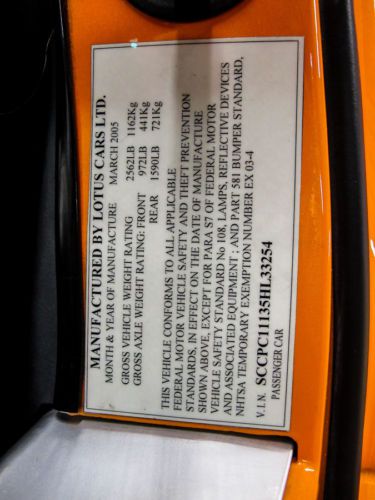 MANUFACTURED BY LOTUS CARS LTD.
MONTH & YEAR OF MANUFACTURE MARCH 2005
GROSS VEHICLE WEIGHT RATING 2562LB 1162Kg
GROSS AXLE WEIGHT RATING: FRONT 972LB 441Kg
REAR 1590LB 721Kg
THIS VEHICLE CONFORMS TO ALL APPLICABLE
FEDERAL MOTOR VEHICLE SAFETY AND THEFT PREVENTION
STANDARDS, IN EFFECT ON THE DATE OF MANUFACTURE
SHOWN ABOVE, EXCEPT FOR PARA S7 OF FEDERAL MOTOR
VEHICLE SAFETY STANDARD No 108, LAMPS, REFLECTIVE DEVICES
AND ASSOCIATED EQUIPMENT ; AND PART 581 BUMPER STANDARD,
NHTSA TEMPORARY EXEMPTION NUMBER EX 03-4
V.I.N. SCCPC11135HL33254
PASSENGER CAR